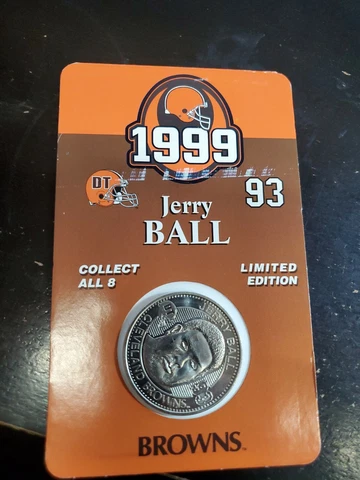 1999
DT
93
Jerry
BALL
COLLECT
ALL 8
LIMITED
EDITION
CLEVELAND BROWNS
JERRY BALL
BROWNS